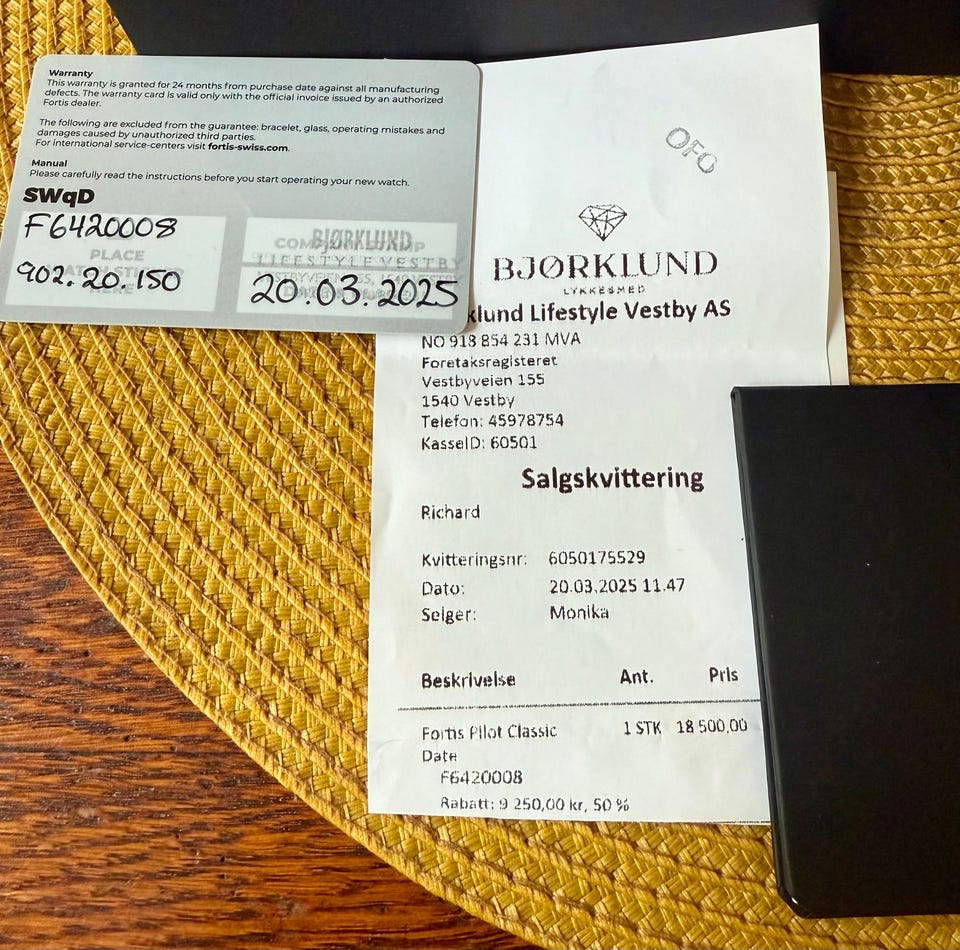 Warranty
This warranty is granted for 24 months from purchase date against all manufacturing
defects. The warranty card is valid only with the official invoice issued by an authorized
Fortis dealer.
The following are excluded from the guarantee: bracelet, glass, operating mistakes and
damages caused by unauthorized third parties.
For international service-centers visit fortis-swiss.com.
Manual
Please carefully read the instructions before you start operating your new watch.
SWqD
F6420008
PLACE
902.20.150
HERE
BJØRKLUND
LIFESTYLE VESTBY
20.03.2025
OFO
BJØRKLUND
LYKKESMED
klund Lifestyle Vestby AS
NO 918 854 231 MVA
Foretaksregisteret
Vestbyveien 155
1540 Vestby
Telefon: 45978754
KasseID: 60501
Salgskvittering
Richard
Kvitteringsnr: 6050175529
Dato: 20.03.2025 11.47
Selger: Monika
Beskrivelse Ant. Pris
Fortis Pilot Classic 1 STK 18 500,00
Date
F6420008
Rabatt: 9 250,00 kr, 50 %